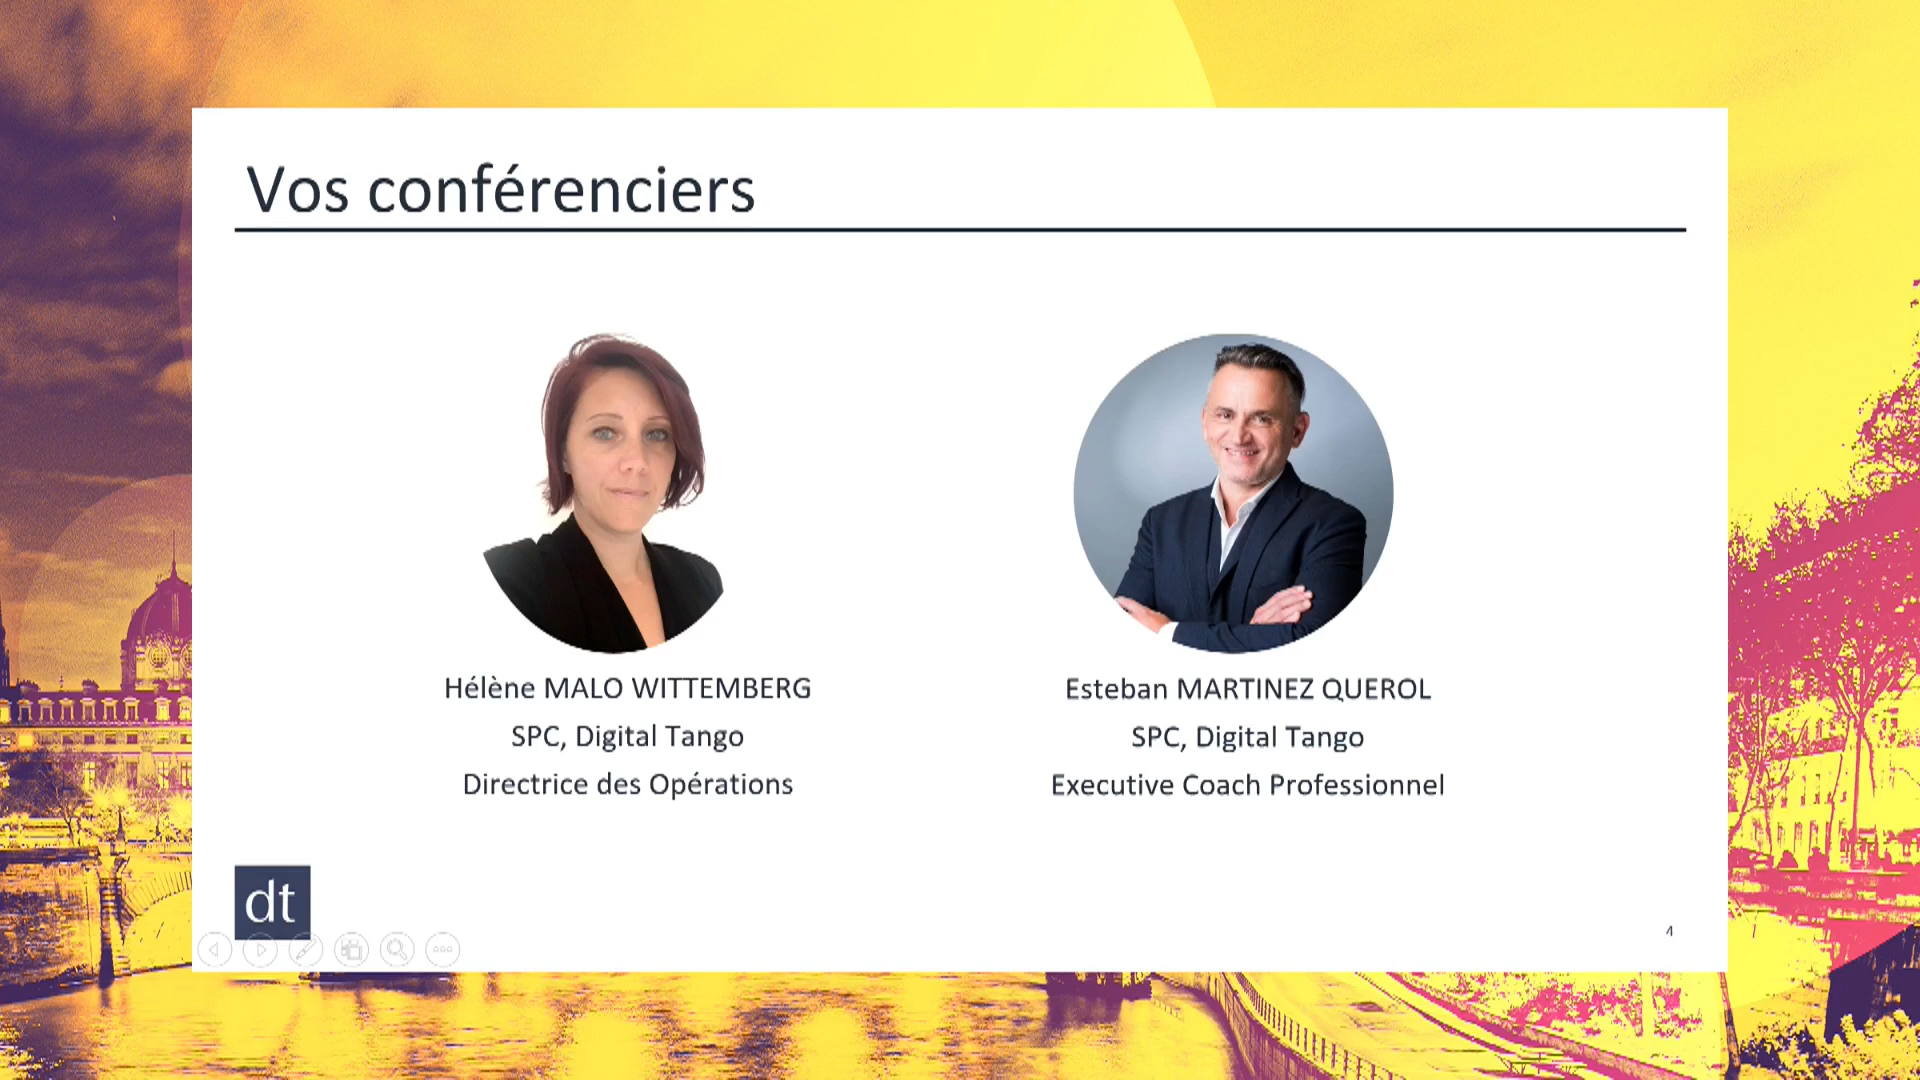 Vos conférenciers
Hélène MALO WITTEMBERG
SPC, Digital Tango
Directrice des Opérations
Esteban MARTINEZ QUEROL
SPC, Digital Tango
Executive Coach Professionnel
dt
4